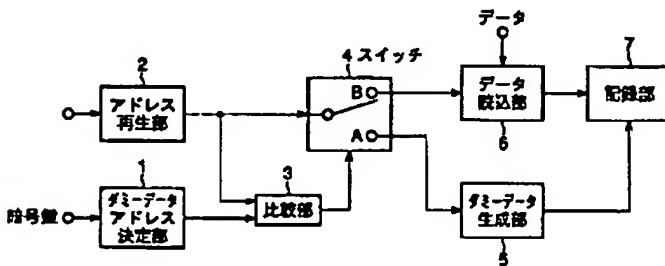 データ
4 スイッチ
7
2
B
アドレス
再生部
データ
読込部
記録部
6
A
1
3
暗号鍵
ダミーデータ
アドレス
決定部
比較部
ダミーデータ
生成部
5